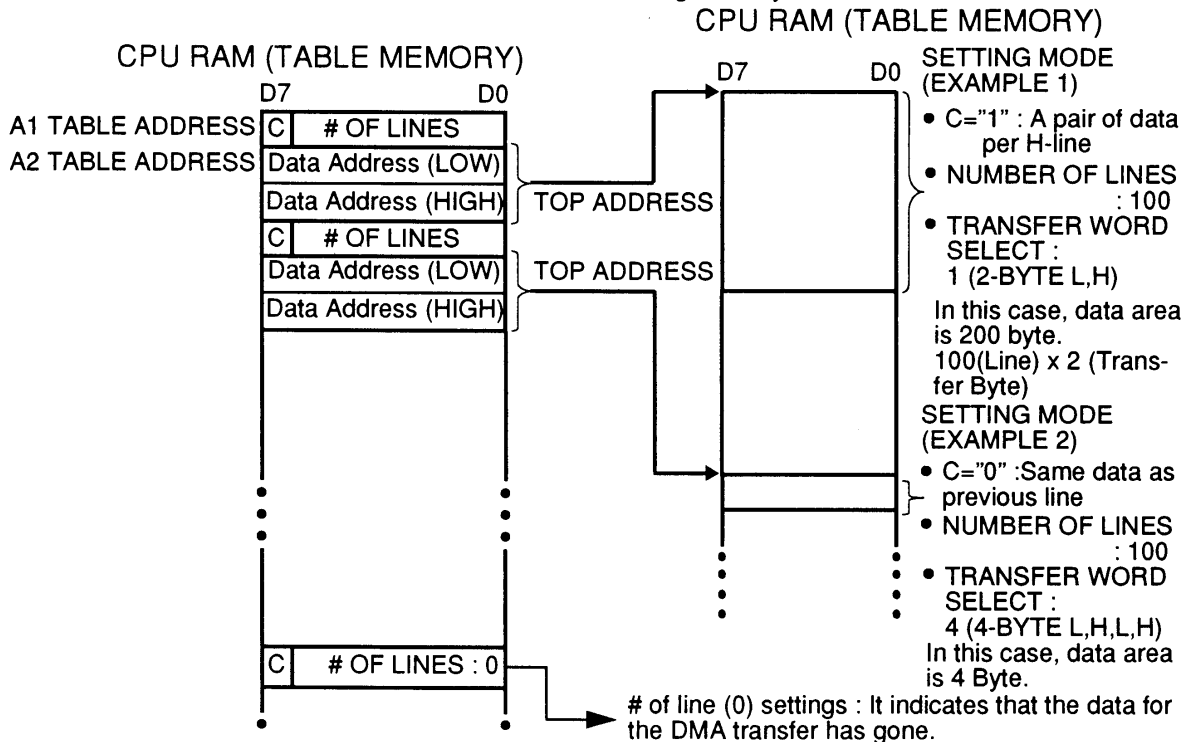 CPU RAM (TABLE MEMORY)
D7 D0
A1 TABLE ADDRESS C # OF LINES
A2 TABLE ADDRESS Data Address (LOW)
Data Address (HIGH) TOP ADDRESS
C # OF LINES
Data Address (LOW) TOP ADDRESS
Data Address (HIGH)
C # OF LINES : 0
CPU RAM (TABLE MEMORY)
D7 D0
SETTING MODE
(EXAMPLE 1)
• C="1" : A pair of data
per H-line
• NUMBER OF LINES
: 100
• TRANSFER WORD
SELECT :
1 (2-BYTE L,H)
In this case, data area
is 200 byte.
100(Line) x 2 (Trans-
fer Byte)
SETTING MODE
(EXAMPLE 2)
• C="0" :Same data as
previous line
• NUMBER OF LINES
: 100
• TRANSFER WORD
SELECT :
4 (4-BYTE L,H,L,H)
In this case, data area
is 4 Byte.
# of line (0) settings : It indicates that the data for
the DMA transfer has gone.